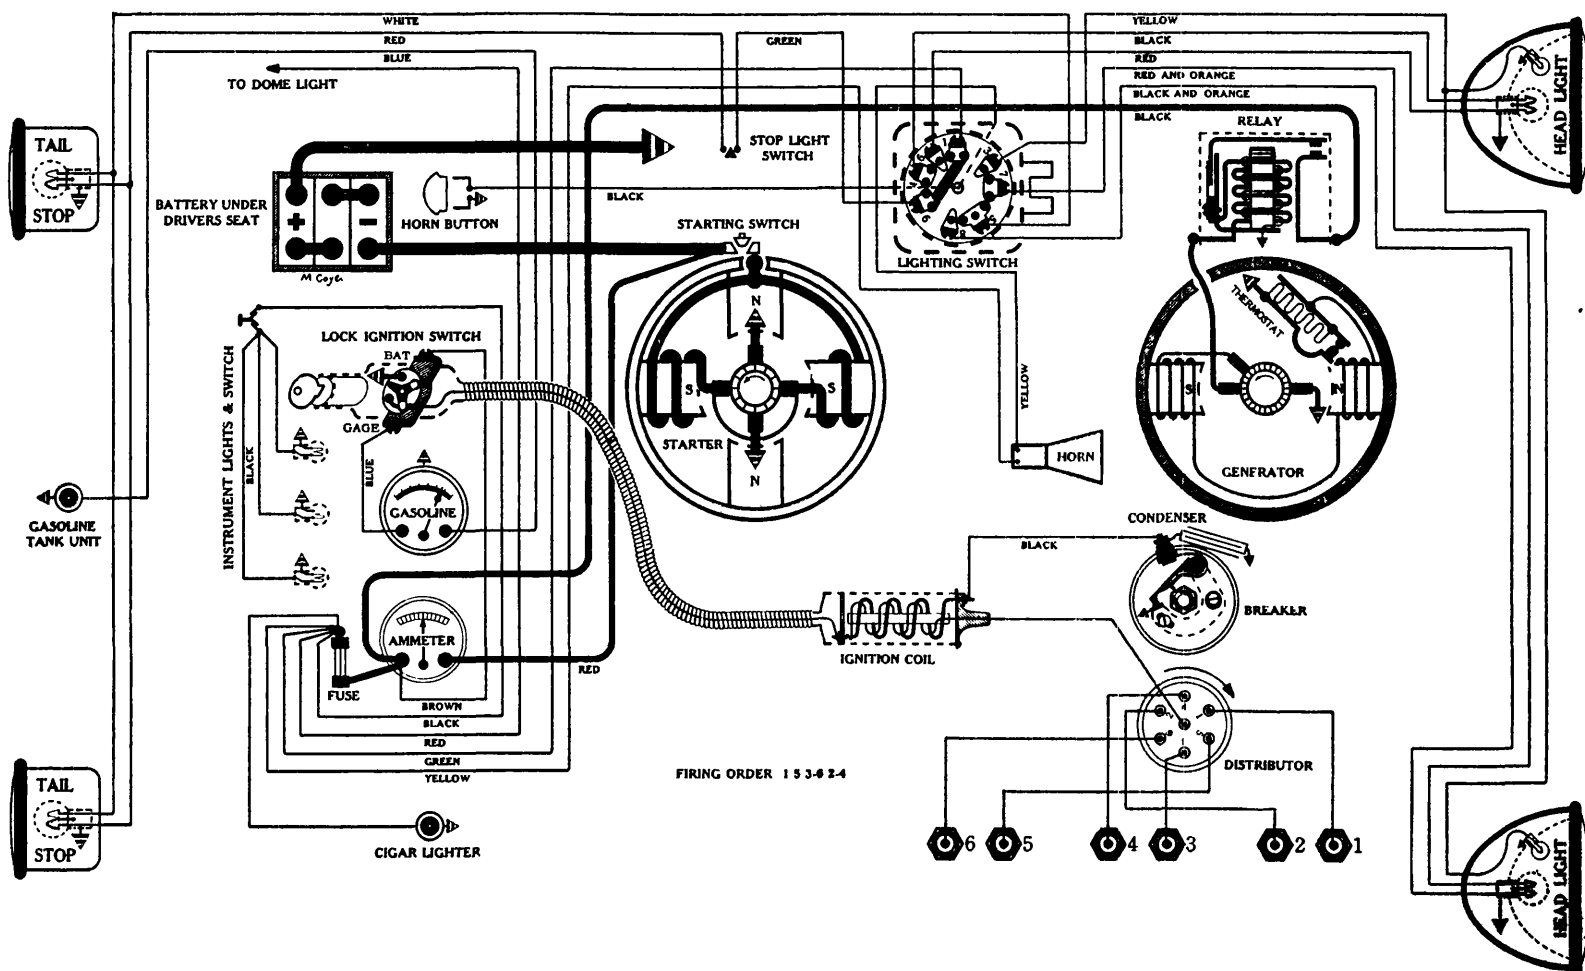 WHITE
RED
BLUE
TO DOME LIGHT
GREEN
YELLOW
BLACK
RED
RED AND ORANGE
BLACK AND ORANGE
BLACK
RELAY
HEAD LIGHT
TAIL
STOP
BATTERY UNDER
DRIVERS SEAT
+
−
HORN BUTTON
BLACK
STOP LIGHT
SWITCH
STARTING SWITCH
LIGHTING SWITCH
INSTRUMENT LIGHTS & SWITCH
BLACK
LOCK IGNITION SWITCH
BAT
GAGE
BLUE
GASOLINE
N
S
S
N
STARTER
YELLOW
HORN
THERMOSTAT
S
N
GENERATOR
GASOLINE
TANK UNIT
CONDENSER
BLACK
BREAKER
IGNITION COIL
AMMETER
FUSE
RED
BROWN
BLACK
RED
GREEN
YELLOW
CIGAR LIGHTER
FIRING ORDER 1 5 3-6 2-4
DISTRIBUTOR
6
5
4
3
2
1
TAIL
STOP
HEAD LIGHT